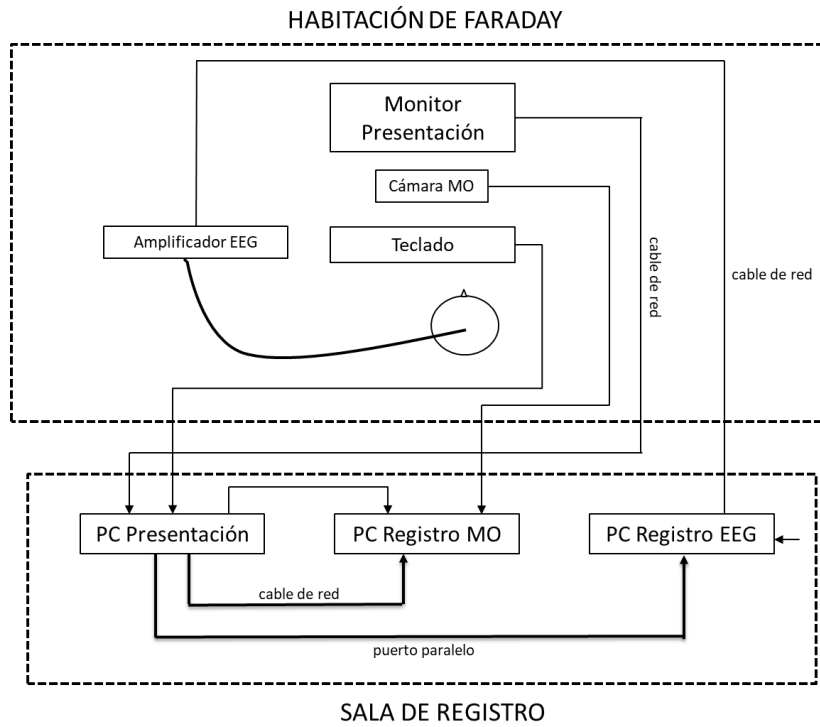 HABITACIÓN DE FARADAY
Monitor
Presentación
Cámara MO
Amplificador EEG
Teclado
cable de red
cable de red
PC Presentación
PC Registro MO
PC Registro EEG
cable de red
puerto paralelo
SALA DE REGISTRO